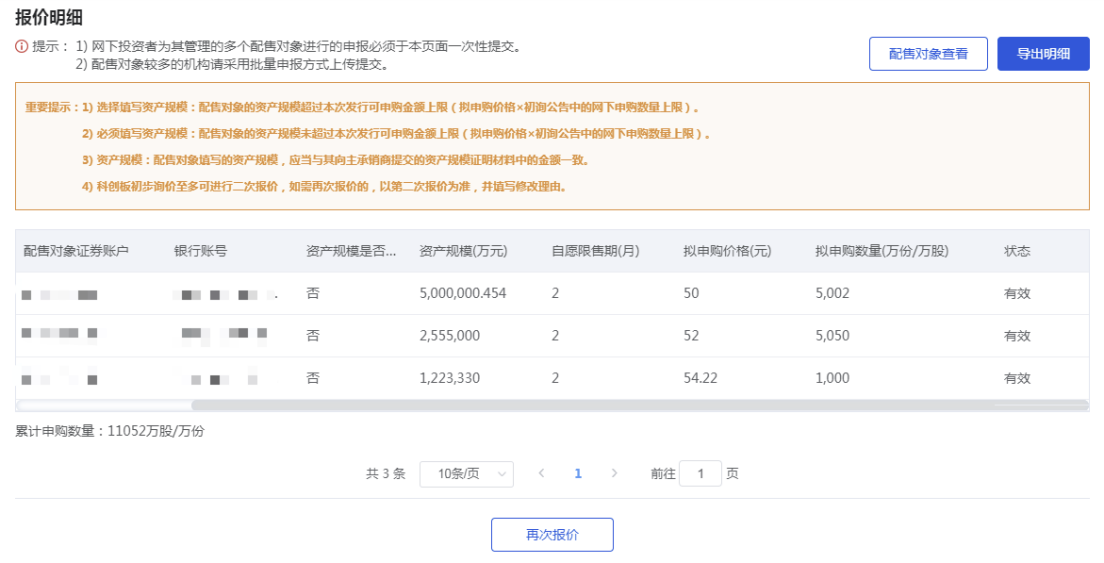 报价明细
提示： 1) 网下投资者为其管理的多个配售对象进行的申报必须于本页面一次性提交。
2) 配售对象较多的机构请采用批量申报方式上传提交。
配售对象查看 导出明细
重要提示：1) 选择填写资产规模：配售对象的资产规模超过本次发行可申购金额上限（拟申购价格×初询公告中的网下申购数量上限）。
2) 必须填写资产规模：配售对象的资产规模未超过本次发行可申购金额上限（拟申购价格×初询公告中的网下申购数量上限）。
3) 资产规模：配售对象填写的资产规模，应当与其向主承销商提交的资产规模证明材料中的金额一致。
4) 科创板初步询价至多可进行二次报价，如需再次报价的，以第二次报价为准，并填写修改理由。
配售对象证券账户 银行账号 资产规模是否... 资产规模(万元) 自愿限售期(月) 拟申购价格(元) 拟申购数量(万份/万股) 状态
否 5,000,000.454 2 50 5,002 有效
否 2,555,000 2 52 5,050 有效
否 1,223,330 2 54.22 1,000 有效
累计申购数量：11052万股/万份
共 3 条 10条/页 < 1 > 前往 1 页
再次报价